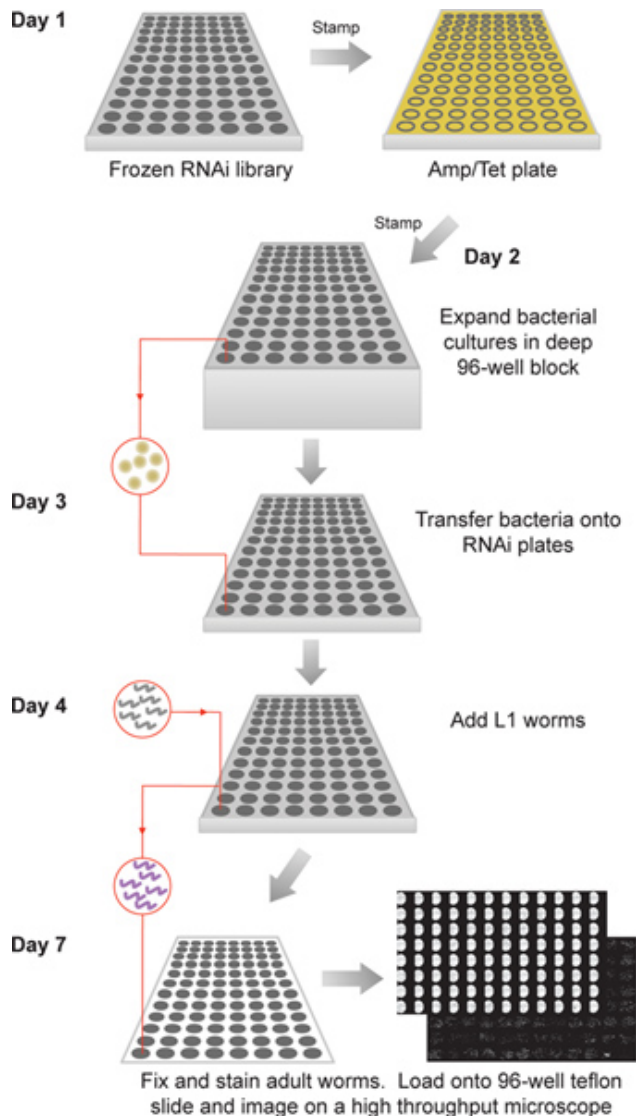 Day 1
Stamp
Frozen RNAi library
Amp/Tet plate
Stamp
Day 2
Expand bacterial
cultures in deep
96-well block
Day 3
Transfer bacteria onto
RNAi plates
Day 4
Add L1 worms
Day 7
Fix and stain adult worms. Load onto 96-well teflon
slide and image on a high throughput microscope